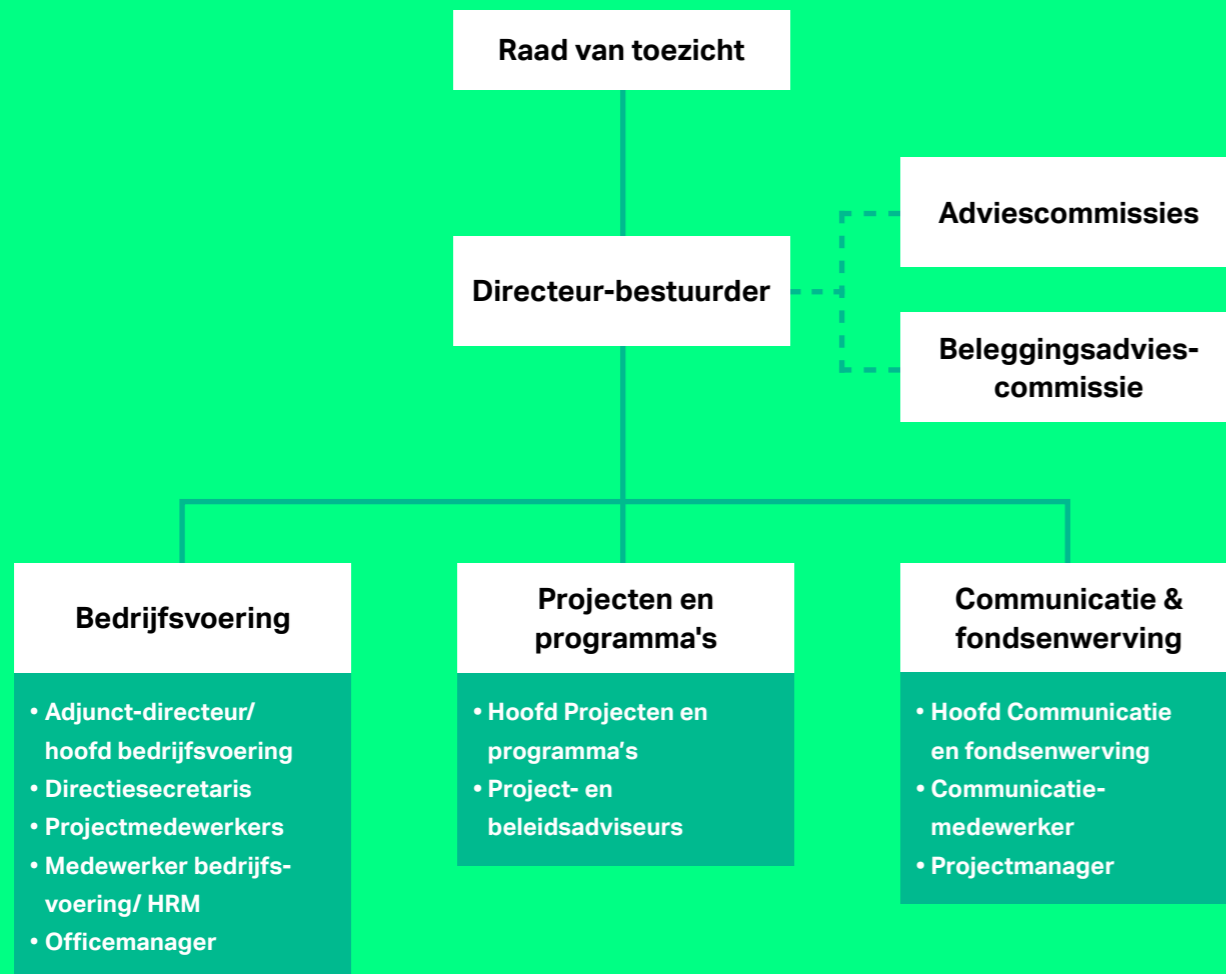 Raad van toezicht
Adviescommissies
Directeur-bestuurder
Beleggingsadvies-
commissie
Bedrijfsvoering
• Adjunct-directeur/
hoofd bedrijfsvoering
• Directiesecretaris
• Projectmedewerkers
• Medewerker bedrijfs-
voering/ HRM
• Officemanager
Projecten en
programma's
• Hoofd Projecten en
programma's
• Project- en
beleidsadviseurs
Communicatie &
fondsenwerving
• Hoofd Communicatie
en fondsenwerving
• Communicatie-
medewerker
• Projectmanager